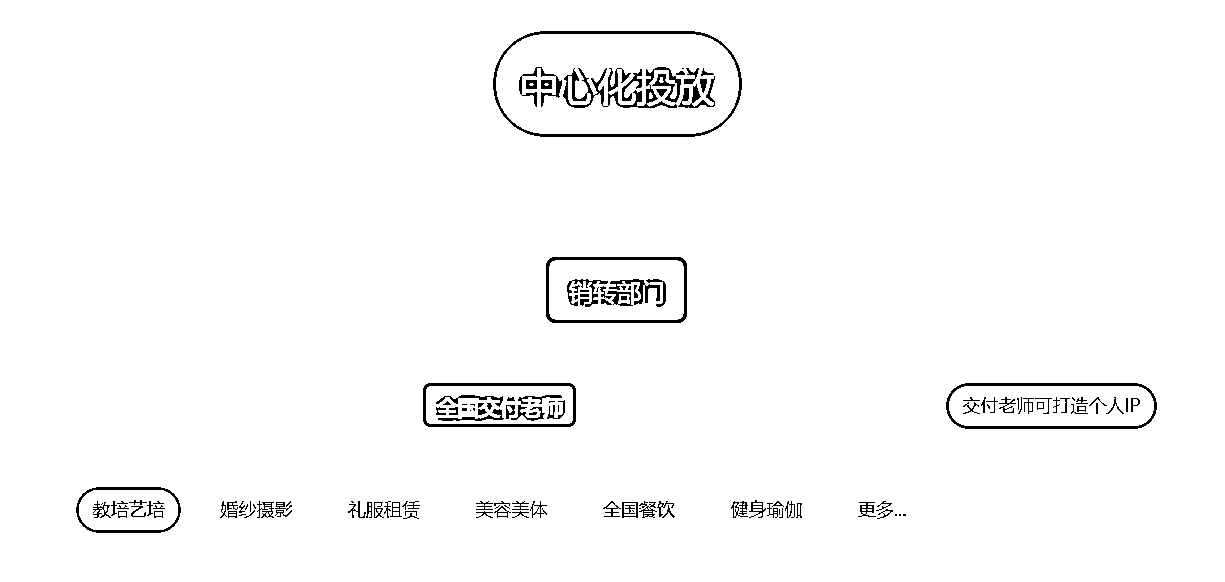 中心化投放
销转部门
全国交付老师
交付老师可打造个人IP
教培艺培
婚纱摄影
礼服租赁
美容美体
全国餐饮
健身瑜伽
更多...